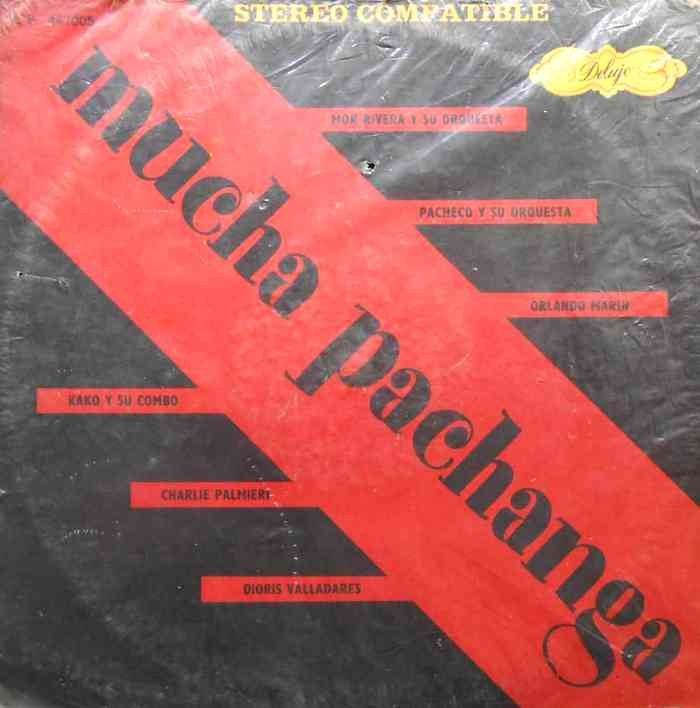 STEREO COMPATIBLE
Delujo
MON RIVERA Y SU ORQUESTA
PACHECO Y SU ORQUESTA
ORLANDO MARIN
mucha pachanga
KAKO Y SU COMBO
CHARLIE PALMIERI
DIORIS VALLADARES